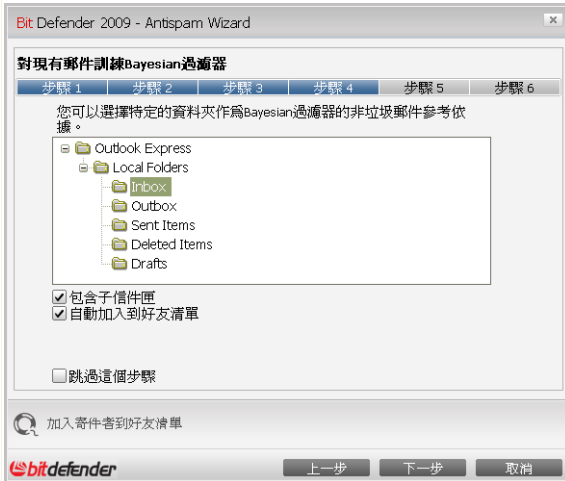 Bit Defender 2009 - Antispam Wizard
對現有郵件訓練Bayesian過濾器
步驟 1 步驟 2 步驟 3 步驟 4 步驟 5 步驟 6
您可以選擇特定的資料夾作為Bayesian過濾器的非垃圾郵件參考依
據。
Outlook Express
Local Folders
Inbox
Outbox
Sent Items
Deleted Items
Drafts
包含子信件匣
自動加入到好友清單
跳過這個步驟
加入寄件者到好友清單
bitdefender 上一步 下一步 取消